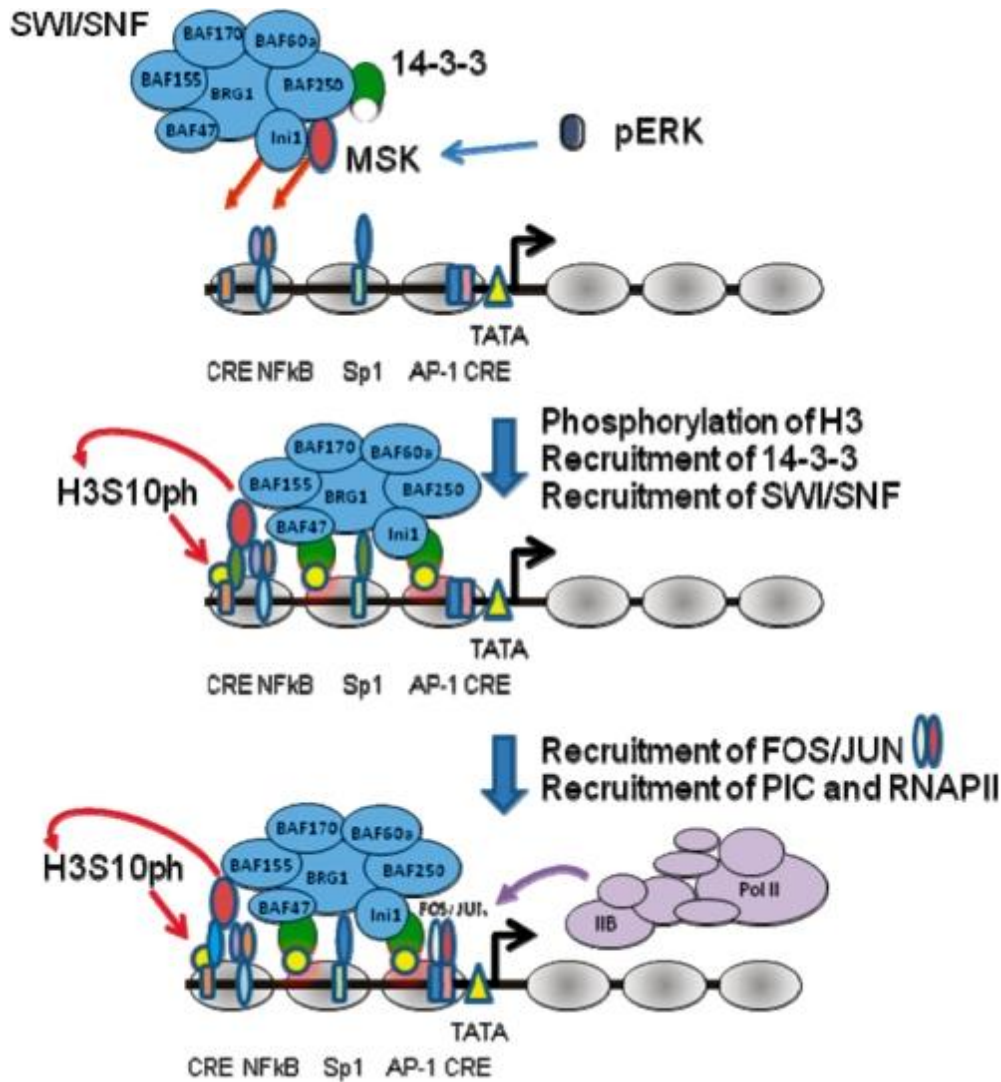 SWI/SNF
BAF170
BAF60a
14-3-3
BAF155
BRG1
BAF250
BAF47
Ini1
MSK
pERK
TATA
CRE NFkB Sp1 AP-1 CRE
Phosphorylation of H3
Recruitment of 14-3-3
Recruitment of SWI/SNF
BAF170
BAF60a
BAF155
BRG1
BAF250
H3S10ph
BAF47
Ini1
TATA
CRE NFkB Sp1 AP-1 CRE
Recruitment of FOS/JUN
Recruitment of PIC and RNAPII
BAF170
BAF60a
BAF155
BRG1
BAF250
H3S10ph
BAF47
Ini1
FOS/JUN
Pol II
IIB
TATA
CRE NFkB Sp1 AP-1 CRE